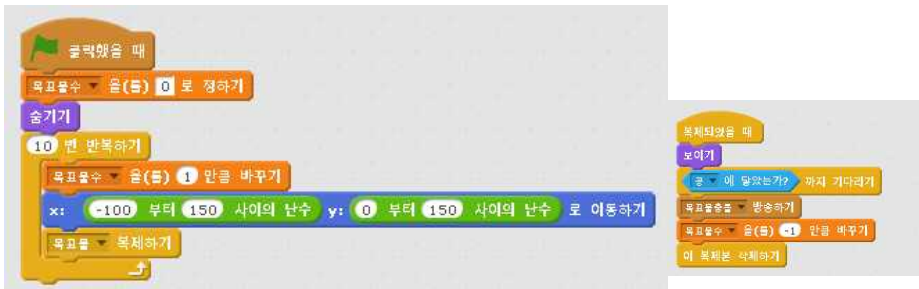 클릭했을 때
목표물수 을(를) 0 로 정하기
숨기기
10 번 반복하기
목표물수 을(를) 1 만큼 바꾸기
x: -100 부터 150 사이의 난수 y: 0 부터 150 사이의 난수 로 이동하기
목표물 복제하기
복제되었을 때
보이기
공 에 닿았는가? 까지 기다리기
목표물충돌 방송하기
목표물수 을(를) -1 만큼 바꾸기
이 복제본 삭제하기